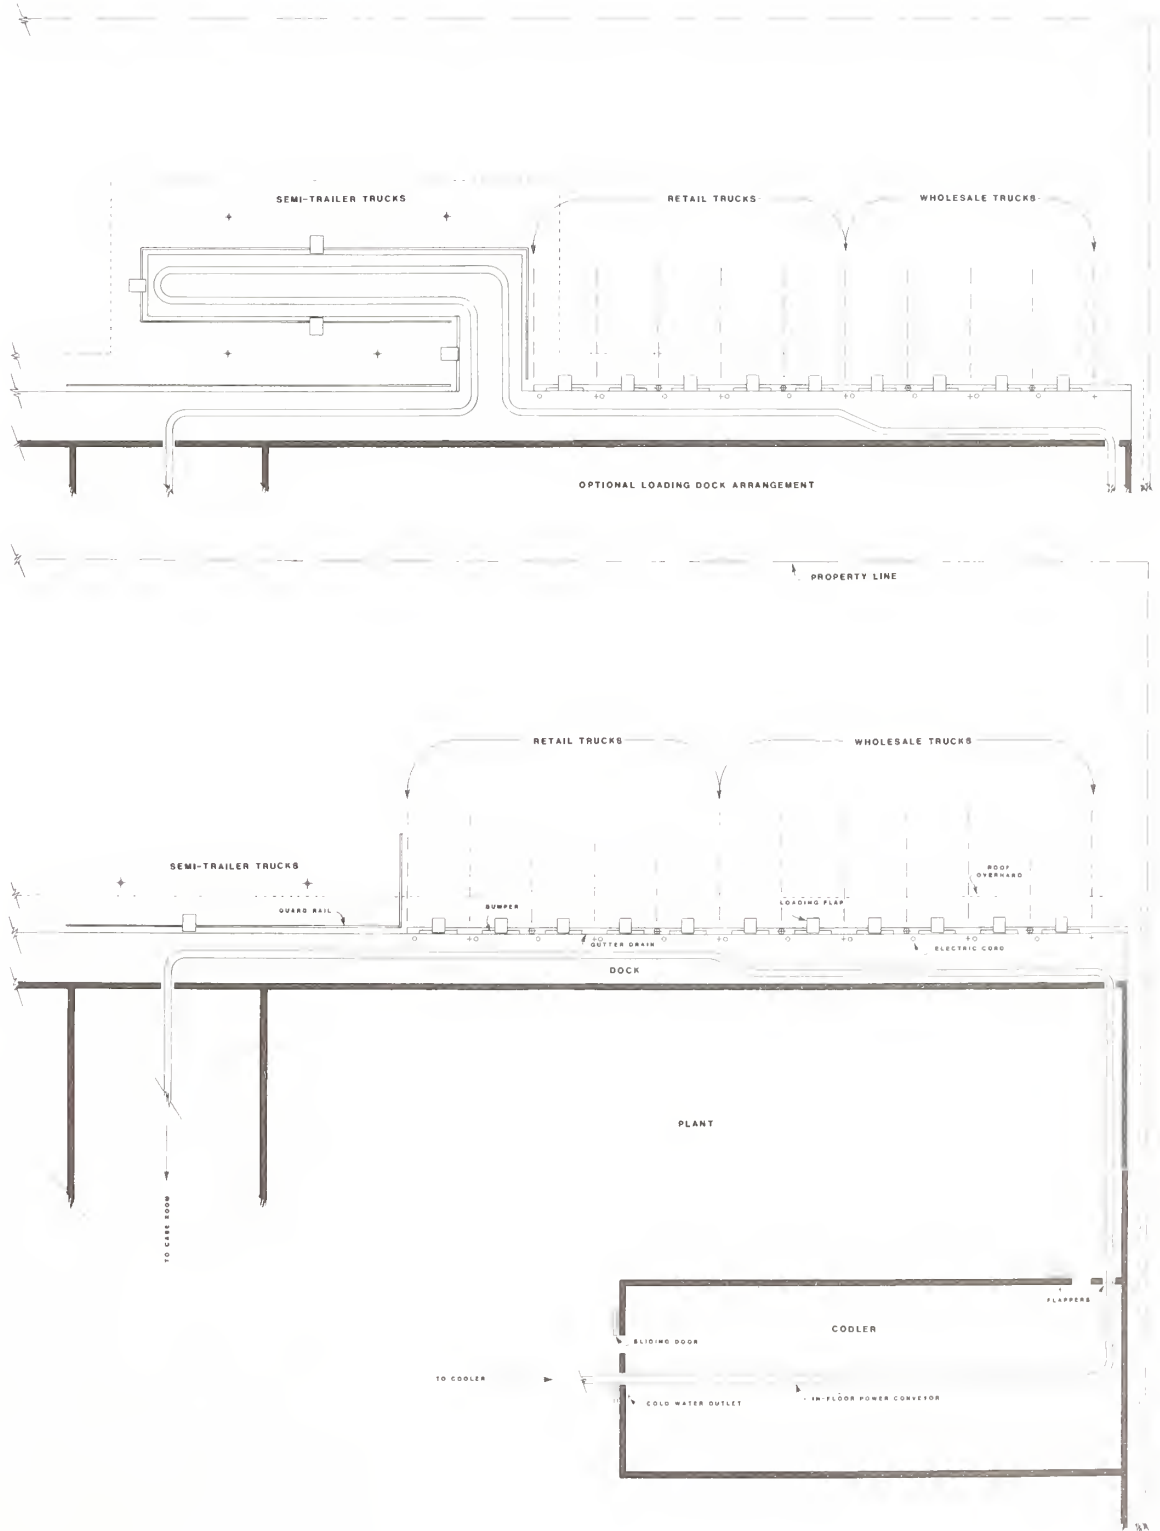 SEMI-TRAILER TRUCKS
RETAIL TRUCKS
WHOLESALE TRUCKS
OPTIONAL LOADING DOCK ARRANGEMENT
PROPERTY LINE
RETAIL TRUCKS
WHOLESALE TRUCKS
SEMI-TRAILER TRUCKS
ROOF
OVERHARD
GUARD RAIL
BUMPER
LOADING FLAP
GUTTER DRAIN
ELECTRIC CORD
DOCK
PLANT
TO CASE ROOM
FLAPPERS
COOLER
SLIDING DOOR
TO COOLER
IN-FLOOR POWER CONVEYOR
COLD WATER OUTLET